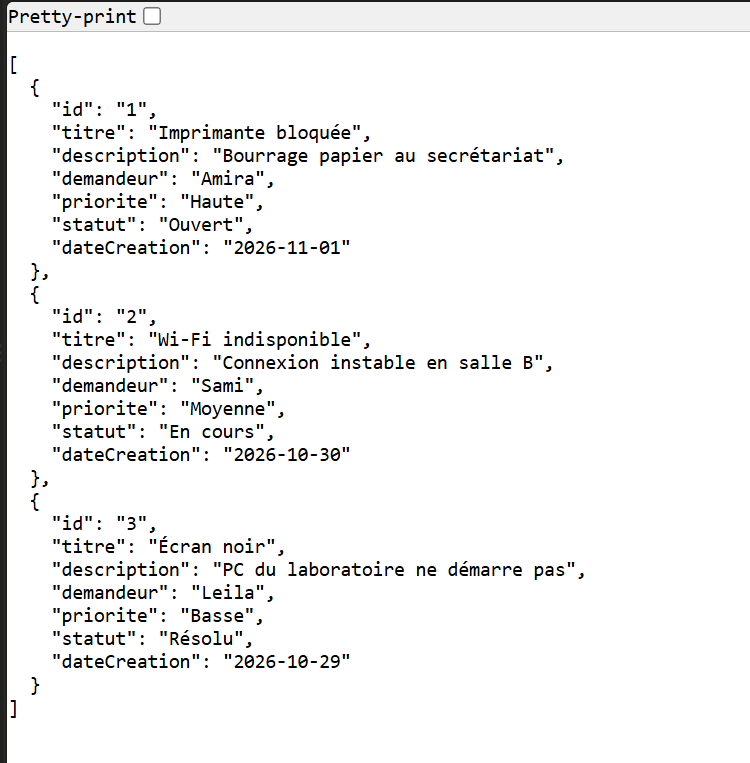 Pretty-print
[
  {
    "id": "1",
    "titre": "Imprimante bloquée",
    "description": "Bourrage papier au secrétariat",
    "demandeur": "Amira",
    "priorite": "Haute",
    "statut": "Ouvert",
    "dateCreation": "2026-11-01"
  },
  {
    "id": "2",
    "titre": "Wi-Fi indisponible",
    "description": "Connexion instable en salle B",
    "demandeur": "Sami",
    "priorite": "Moyenne",
    "statut": "En cours",
    "dateCreation": "2026-10-30"
  },
  {
    "id": "3",
    "titre": "Écran noir",
    "description": "PC du laboratoire ne démarre pas",
    "demandeur": "Leila",
    "priorite": "Basse",
    "statut": "Résolu",
    "dateCreation": "2026-10-29"
  }
]